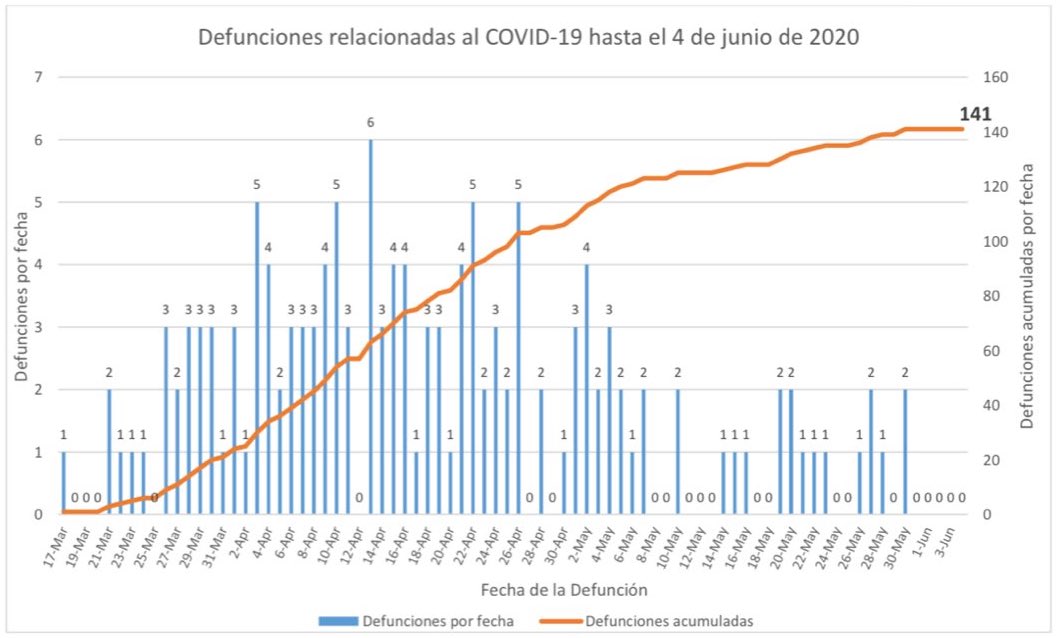 Defunciones relacionadas al COVID-19 hasta el 4 de junio de 2020
7 160
141
6 140
120
5
100
4
80
3
60
2
40
1
20
0 0
Defunciones por fecha
Defunciones acumuladas por fecha
1 0 0 0 2 1 1 1 0 3 2 3 3 3 1 3 1 5 4 2 3 3 3 4 5 3 0 6 3 4 4 1 3 3 1 4 5 2 3 2 5 0 2 0 1 3 4 2 3 2 1 2 0 0 2 0 0 0 1 1 1 0 0 2 2 1 1 1 0 0 1 2 1 0 2 0 0 0 0 0
17-Mar 19-Mar 21-Mar 23-Mar 25-Mar 27-Mar 29-Mar 31-Mar 2-Apr 4-Apr 6-Apr 8-Apr 10-Apr 12-Apr 14-Apr 16-Apr 18-Apr 20-Apr 22-Apr 24-Apr 26-Apr 28-Apr 30-Apr 2-May 4-May 6-May 8-May 10-May 12-May 14-May 16-May 18-May 20-May 22-May 24-May 26-May 28-May 30-May 1-Jun 3-Jun
Fecha de la Defunción
Defunciones por fecha Defunciones acumuladas